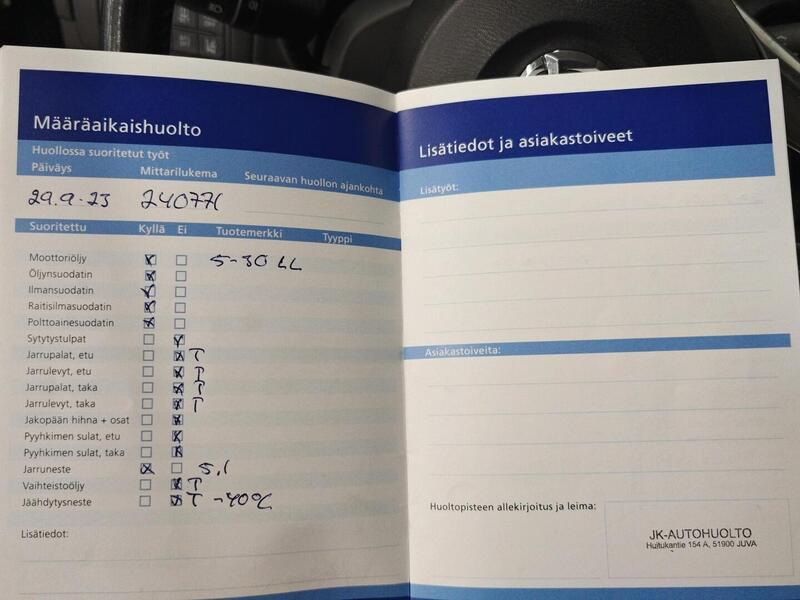 Määräaikaishuolto
Huollossa suoritetut työt
Päiväys Mittarilukema Seuraavan huollon ajankohta
29.9.23
Suoritettu Kyllä Ei Tuotemerkki Tyyppi
Moottoriöljy 5-30 LL
Öljynsuodatin
Ilmansuodatin
Raitisilmasuodatin
Polttoainesuodatin
Sytytystulpat
Jarrupalat, etu T
Jarrulevyt, etu T
Jarrupalat, taka T
Jarrulevyt, taka T
Jakopään hihna + osat
Pyyhkimen sulat, etu
Pyyhkimen sulat, taka
Jarruneste 5.1
Vaihteistoöljy T
Jäähdytysneste T -40°C
Lisätiedot:
Lisätiedot ja asiakastoiveet
Lisätyöt:
Asiakastoiveita:
Huoltopisteen allekirjoitus ja leima:
JK-AUTOHUOLTO
Huitukantie 154 A, 51900 JUVA